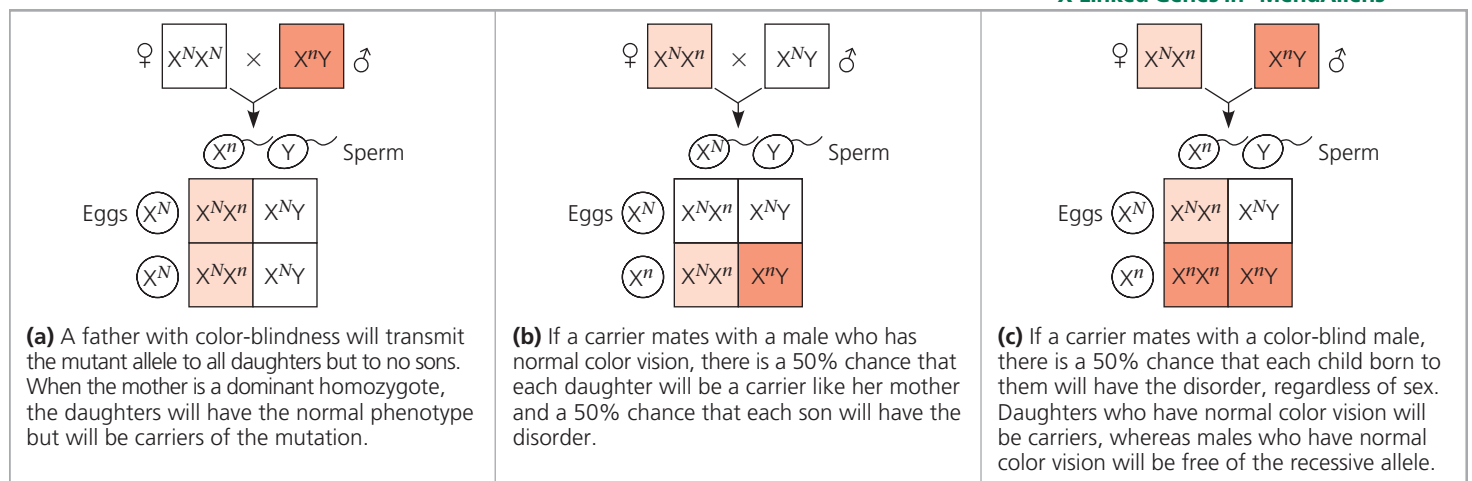 X-Linked Genes in MendAliens
♀ XᴺXᴺ × XⁿY ♂
Xⁿ Y Sperm
Eggs Xᴺ XᴺXⁿ XᴺY
Xᴺ XᴺXⁿ XᴺY
(a) A father with color-blindness will transmit
the mutant allele to all daughters but to no sons.
When the mother is a dominant homozygote,
the daughters will have the normal phenotype
but will be carriers of the mutation.
♀ XᴺXⁿ × XᴺY ♂
Xᴺ Y Sperm
Eggs Xᴺ XᴺXⁿ XᴺY
Xⁿ XᴺXⁿ XⁿY
(b) If a carrier mates with a male who has
normal color vision, there is a 50% chance that
each daughter will be a carrier like her mother
and a 50% chance that each son will have the
disorder.
♀ XᴺXⁿ XⁿY ♂
Xⁿ Y Sperm
Eggs Xᴺ XᴺXⁿ XᴺY
Xⁿ XⁿXⁿ XⁿY
(c) If a carrier mates with a color-blind male,
there is a 50% chance that each child born to
them will have the disorder, regardless of sex.
Daughters who have normal color vision will
be carriers, whereas males who have normal
color vision will be free of the recessive allele.